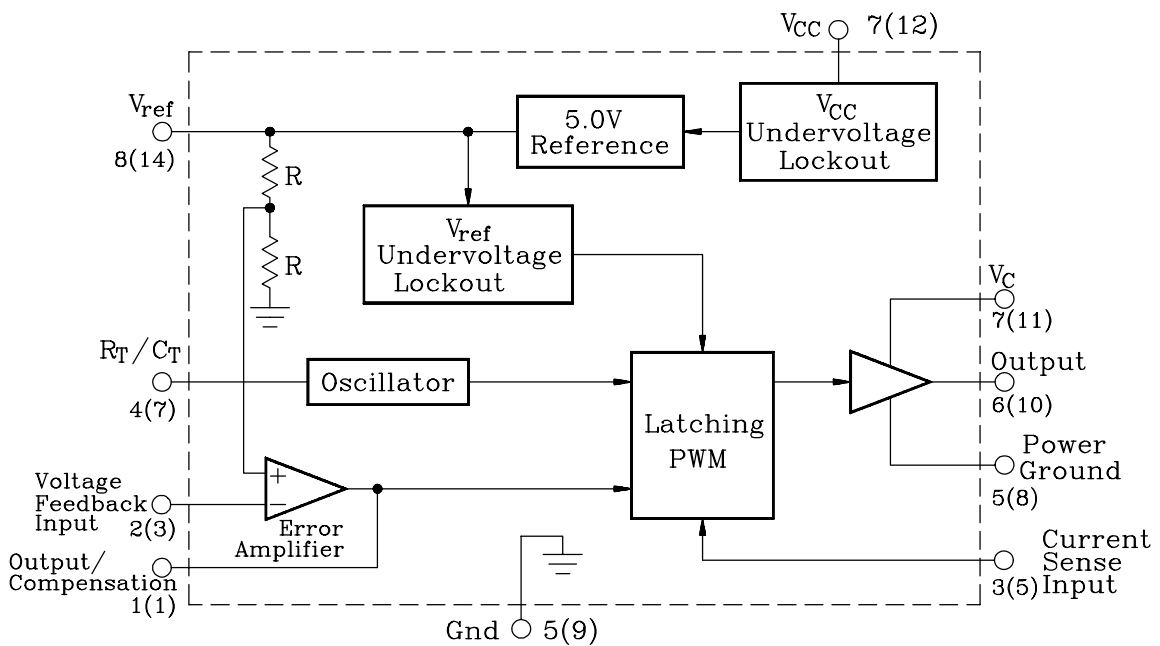 VCC 7(12)
Vref
8(14)
5.0V
Reference
VCC
Undervoltage
Lockout
R
R
Vref
Undervoltage
Lockout
VC
7(11)
RT/CT
4(7)
Oscillator
Latching
PWM
Output
6(10)
Power
Ground
5(8)
Voltage
Feedback
Input
2(3)
+
−
Error
Amplifier
Output/
Compensation
1(1)
Current
Sense
Input
3(5)
Gnd 5(9)